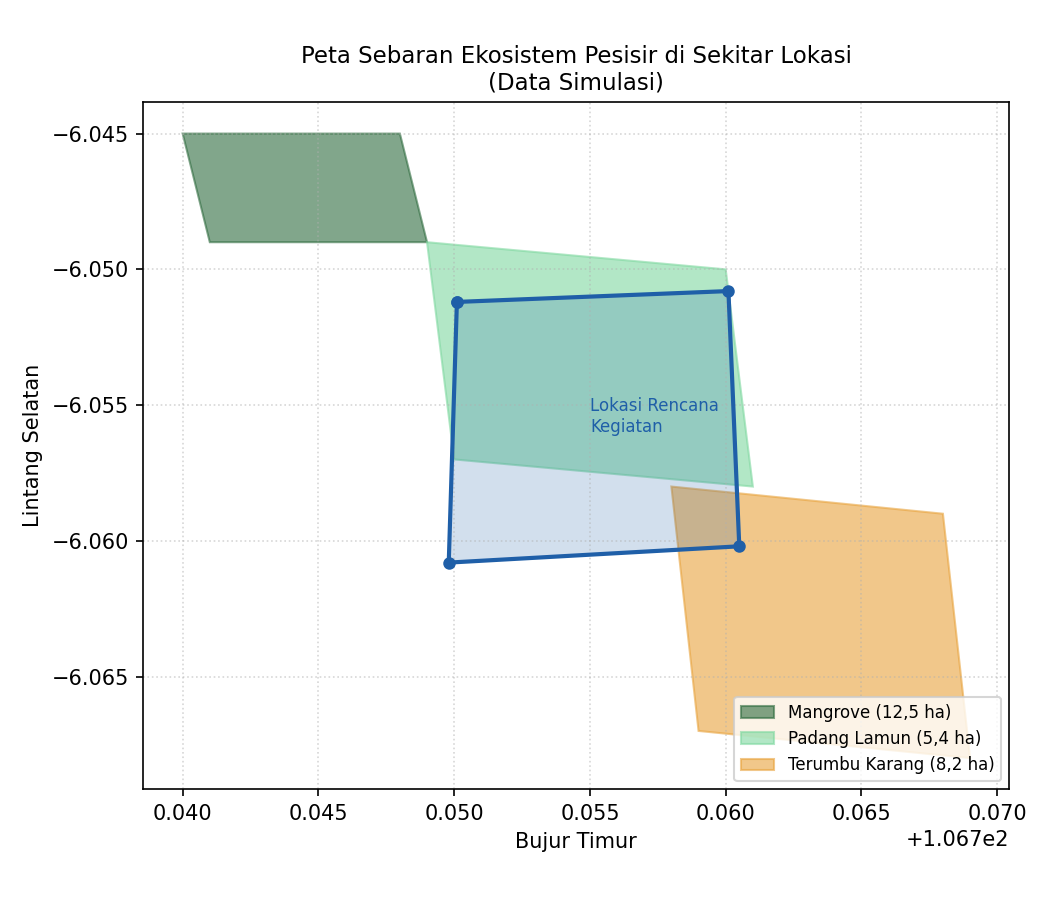 Peta Sebaran Ekosistem Pesisir di Sekitar Lokasi
(Data Simulasi)
Lintang Selatan
−6.045
−6.050
−6.055
−6.060
−6.065
Lokasi Rencana
Kegiatan
Mangrove (12,5 ha)
Padang Lamun (5,4 ha)
Terumbu Karang (8,2 ha)
0.040 0.045 0.050 0.055 0.060 0.065 0.070
+1.067e2
Bujur Timur